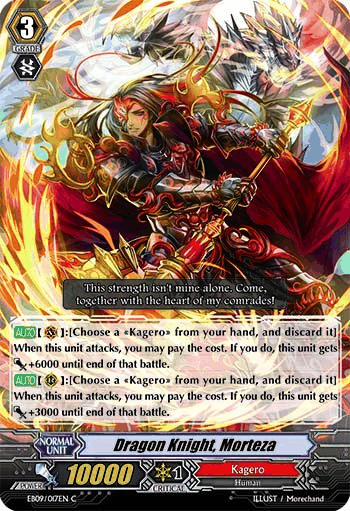 3
GRADE
This strength isn't mine alone. Come,
together with the heart of my comrades!
AUTO[ ]:[Choose a «Kagero» from your hand, and discard it]
When this unit attacks, you may pay the cost. If you do, this unit gets
+6000 until end of that battle.
AUTO[ ]:[Choose a «Kagero» from your hand, and discard it]
When this unit attacks, you may pay the cost. If you do, this unit gets
+3000 until end of that battle.
NORMAL
UNIT
Dragon Knight, Morteza
POWER
10000
1
CRITICAL
Kagero
Human
EB09/017EN C
ILLUST / Morechand